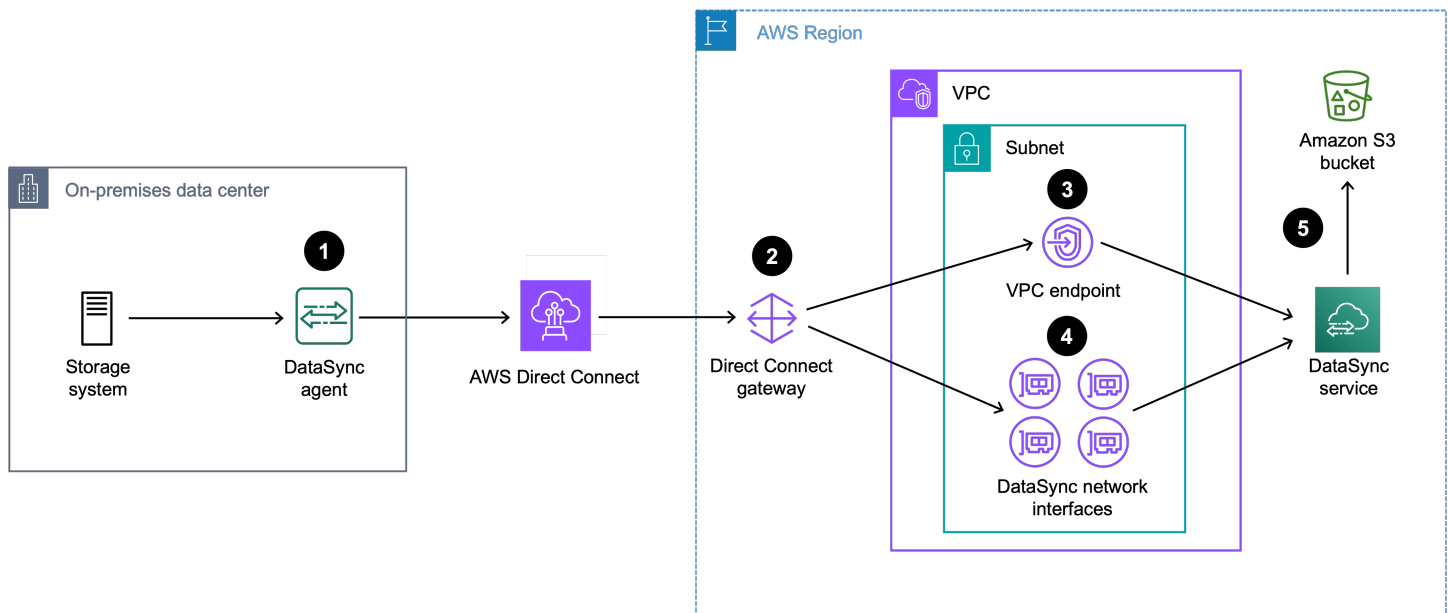 AWS Region
VPC
Amazon S3
bucket
Subnet
On-premises data center
3
5
1
2
VPC endpoint
4
Storage
system
DataSync
agent
AWS Direct Connect
Direct Connect
gateway
DataSync
service
DataSync network
interfaces